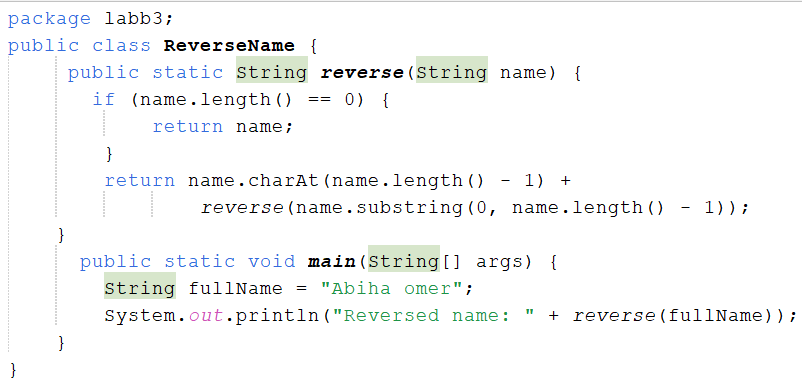 package labb3;
public class ReverseName {
public static String reverse(String name) {
if (name.length() == 0) {
return name;
}
return name.charAt(name.length() - 1) +
reverse(name.substring(0, name.length() - 1));
}
public static void main(String[] args) {
String fullName = "Abiha omer";
System.out.println("Reversed name: " + reverse(fullName));
}
}